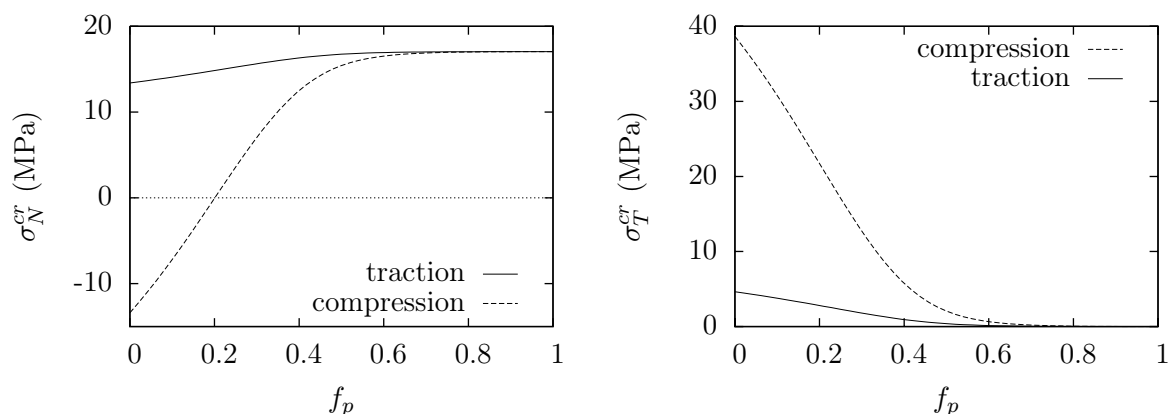 20
10
0
-10
0
0.2
0.4
0.6
0.8
1
σ_N^{cr} (MPa)
f_p
traction
compression
40
30
20
10
0
0
0.2
0.4
0.6
0.8
1
σ_T^{cr} (MPa)
f_p
compression
traction